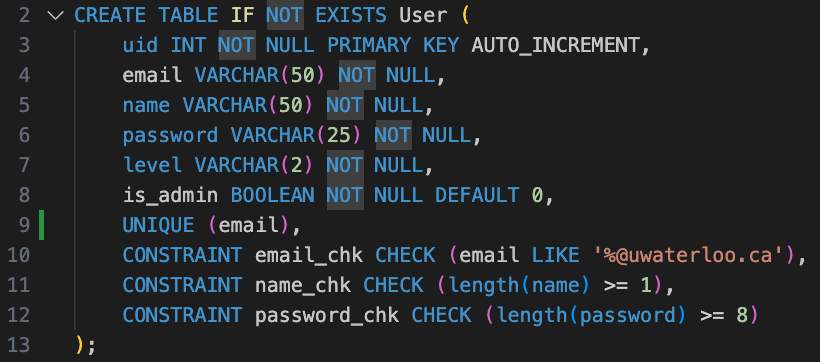 2 CREATE TABLE IF NOT EXISTS User (
3 uid INT NOT NULL PRIMARY KEY AUTO_INCREMENT,
4 email VARCHAR(50) NOT NULL,
5 name VARCHAR(50) NOT NULL,
6 password VARCHAR(25) NOT NULL,
7 level VARCHAR(2) NOT NULL,
8 is_admin BOOLEAN NOT NULL DEFAULT 0,
9 UNIQUE (email),
10 CONSTRAINT email_chk CHECK (email LIKE '%@uwaterloo.ca'),
11 CONSTRAINT name_chk CHECK (length(name) >= 1),
12 CONSTRAINT password_chk CHECK (length(password) >= 8)
13 );